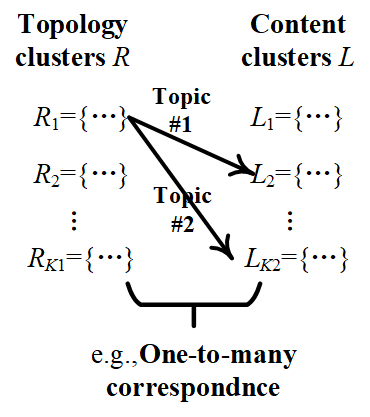 Topology
clusters R
Content
clusters L
Topic
#1
R1={···}
L1={···}
R2={···}
L2={···}
Topic
#2
⋮
⋮
RK1={···}
LK2={···}
e.g.,One-to-many
correspondnce